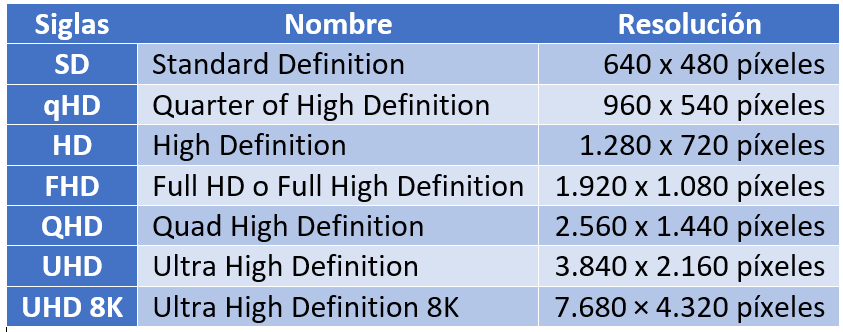 Siglas Nombre Resolución
SD Standard Definition 640 x 480 píxeles
qHD Quarter of High Definition 960 x 540 píxeles
HD High Definition 1.280 x 720 píxeles
FHD Full HD o Full High Definition 1.920 x 1.080 píxeles
QHD Quad High Definition 2.560 x 1.440 píxeles
UHD Ultra High Definition 3.840 x 2.160 píxeles
UHD 8K Ultra High Definition 8K 7.680 × 4.320 píxeles